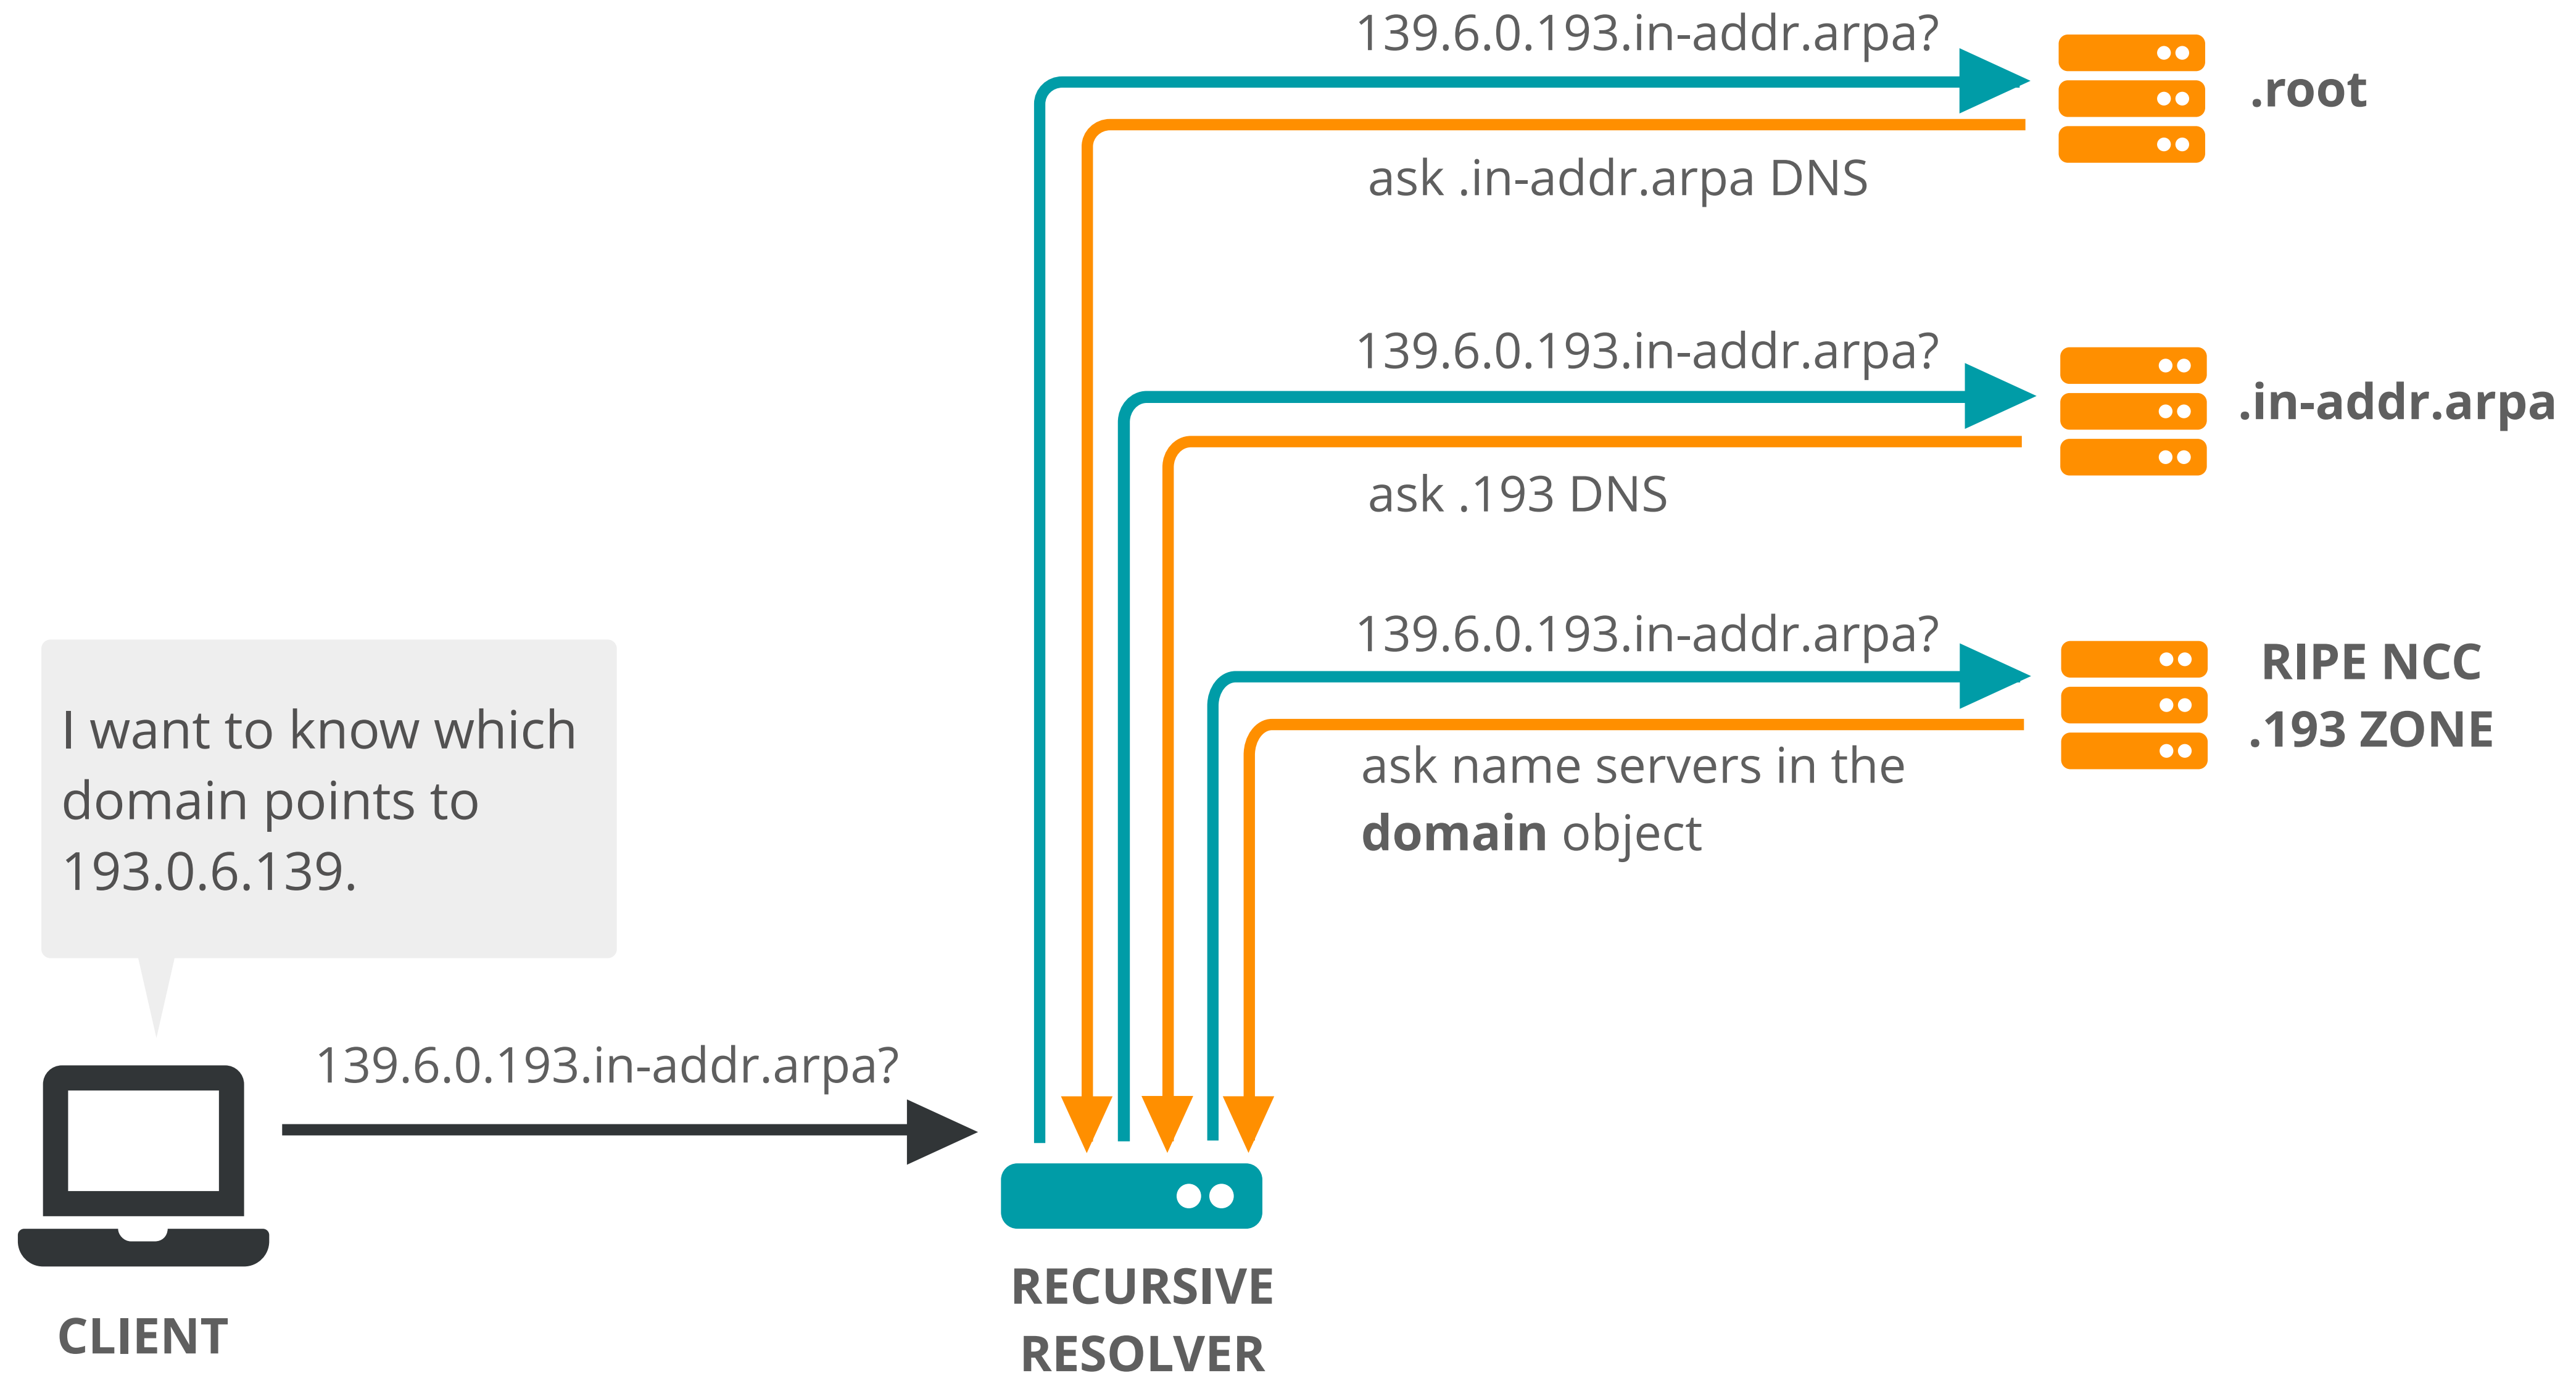 139.6.0.193.in-addr.arpa?
.root
ask .in-addr.arpa DNS
139.6.0.193.in-addr.arpa?
.in-addr.arpa
ask .193 DNS
139.6.0.193.in-addr.arpa?
RIPE NCC
.193 ZONE
ask name servers in the
domain object
I want to know which
domain points to
193.0.6.139.
139.6.0.193.in-addr.arpa?
CLIENT
RECURSIVE
RESOLVER